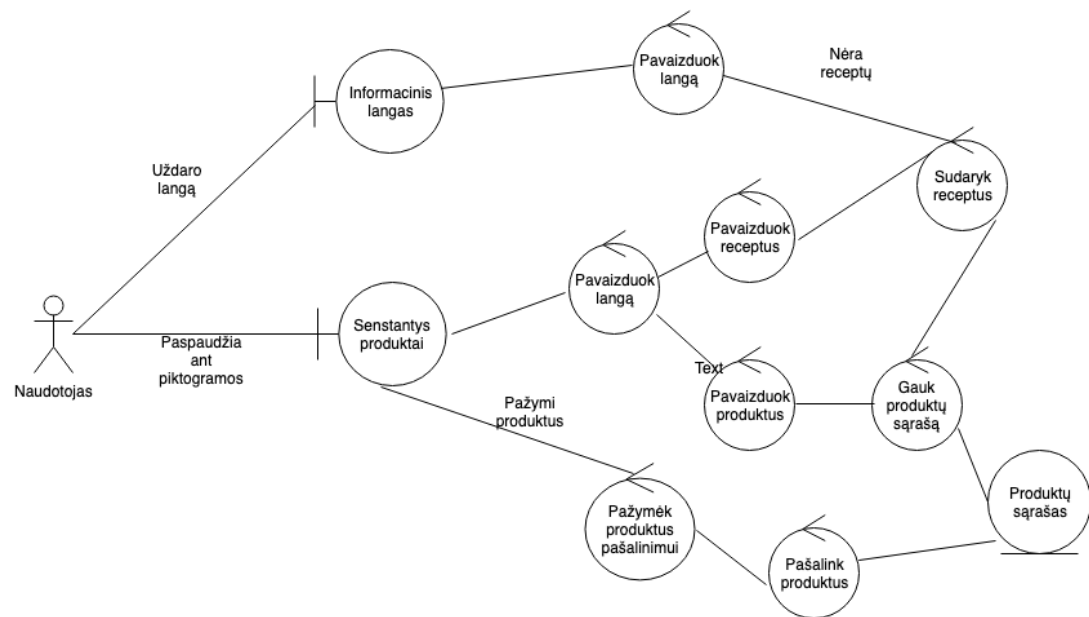 Pavaizduok
langą
Nėra
receptų
Informacinis
langas
Uždaro
langą
Sudaryk
receptus
Pavaizduok
receptus
Pavaizduok
langą
Senstantys
produktai
Paspaudžia
ant
piktogramos
Naudotojas
Text
Pavaizduok
produktus
Gauk
produktų
sąrašą
Pažymi
produktus
Produktų
sąrašas
Pažymėk
produktus
pašalinimui
Pašalink
produktus